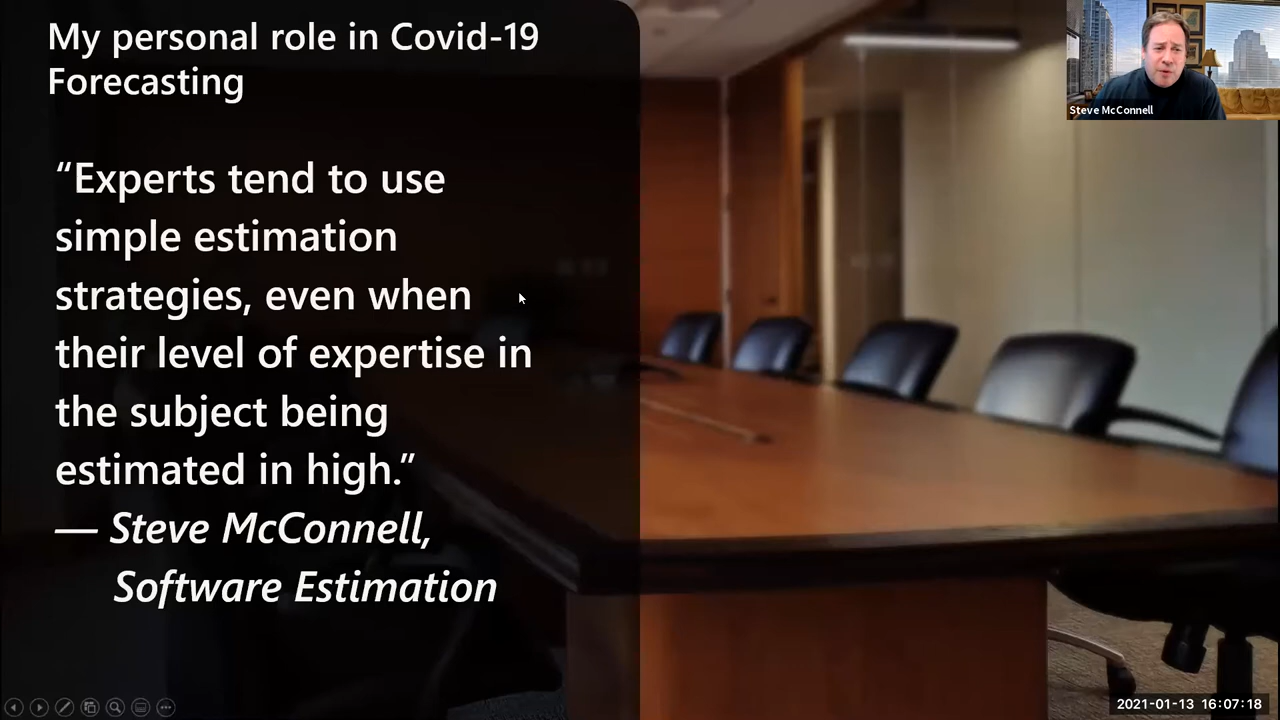 My personal role in Covid-19
Forecasting
“Experts tend to use
simple estimation
strategies, even when
their level of expertise in
the subject being
estimated in high.”
— Steve McConnell,
Software Estimation
Steve McConnell
2021-01-13 16:07:18